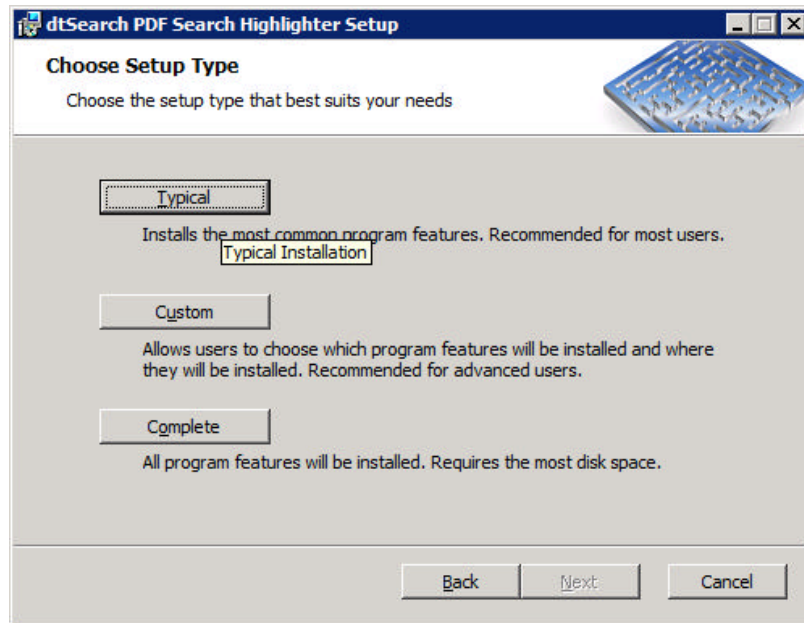 dtSearch PDF Search Highlighter Setup
Choose Setup Type
Choose the setup type that best suits your needs
Typical
Installs the most common program features. Recommended for most users.
Typical Installation
Custom
Allows users to choose which program features will be installed and where
they will be installed. Recommended for advanced users.
Complete
All program features will be installed. Requires the most disk space.
Back
Next
Cancel